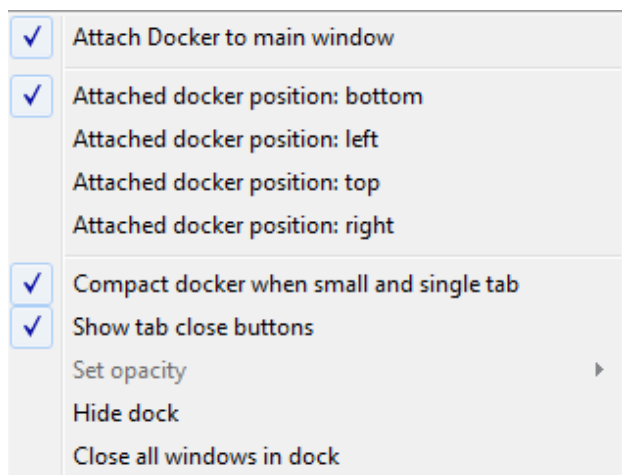 Attach Docker to main window
Attached docker position: bottom
Attached docker position: left
Attached docker position: top
Attached docker position: right
Compact docker when small and single tab
Show tab close buttons
Set opacity
Hide dock
Close all windows in dock